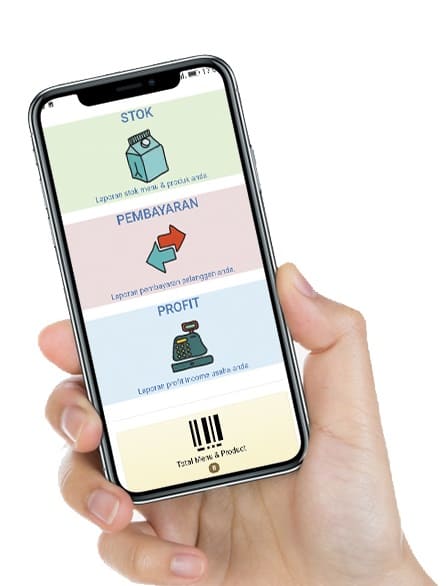 STOK
Laporan stok menu & produk anda.
PEMBAYARAN
Laporan pembayaran pelanggan anda.
PROFIT
Laporan profit income usaha anda.
Total Menu & Product